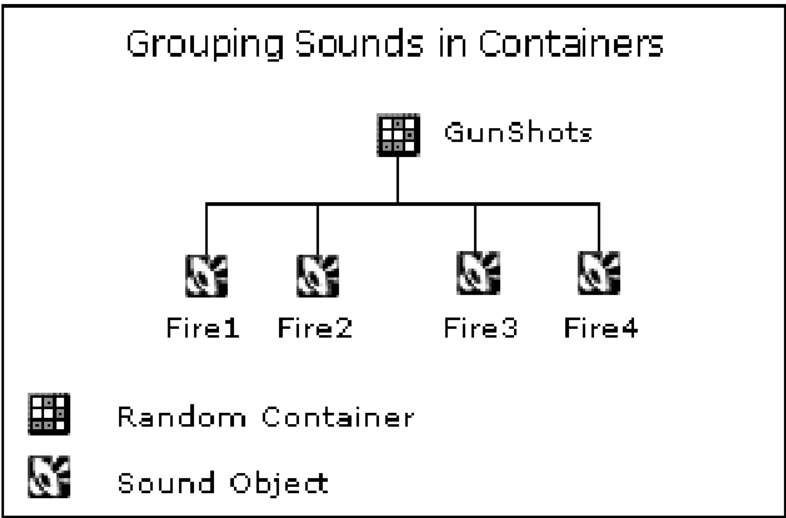 Grouping Sounds in Containers
GunShots
Fire1 Fire2 Fire3 Fire4
Random Container
Sound Object